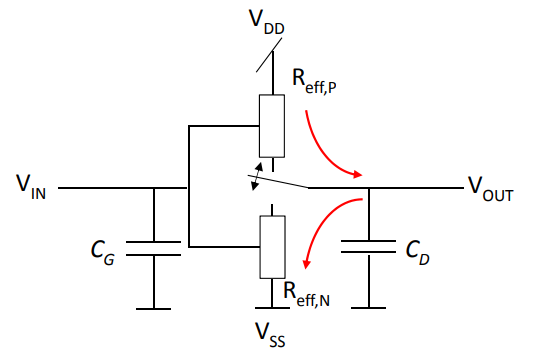 VDD
Reff,P
VIN
VOUT
CG
CD
Reff,N
VSS